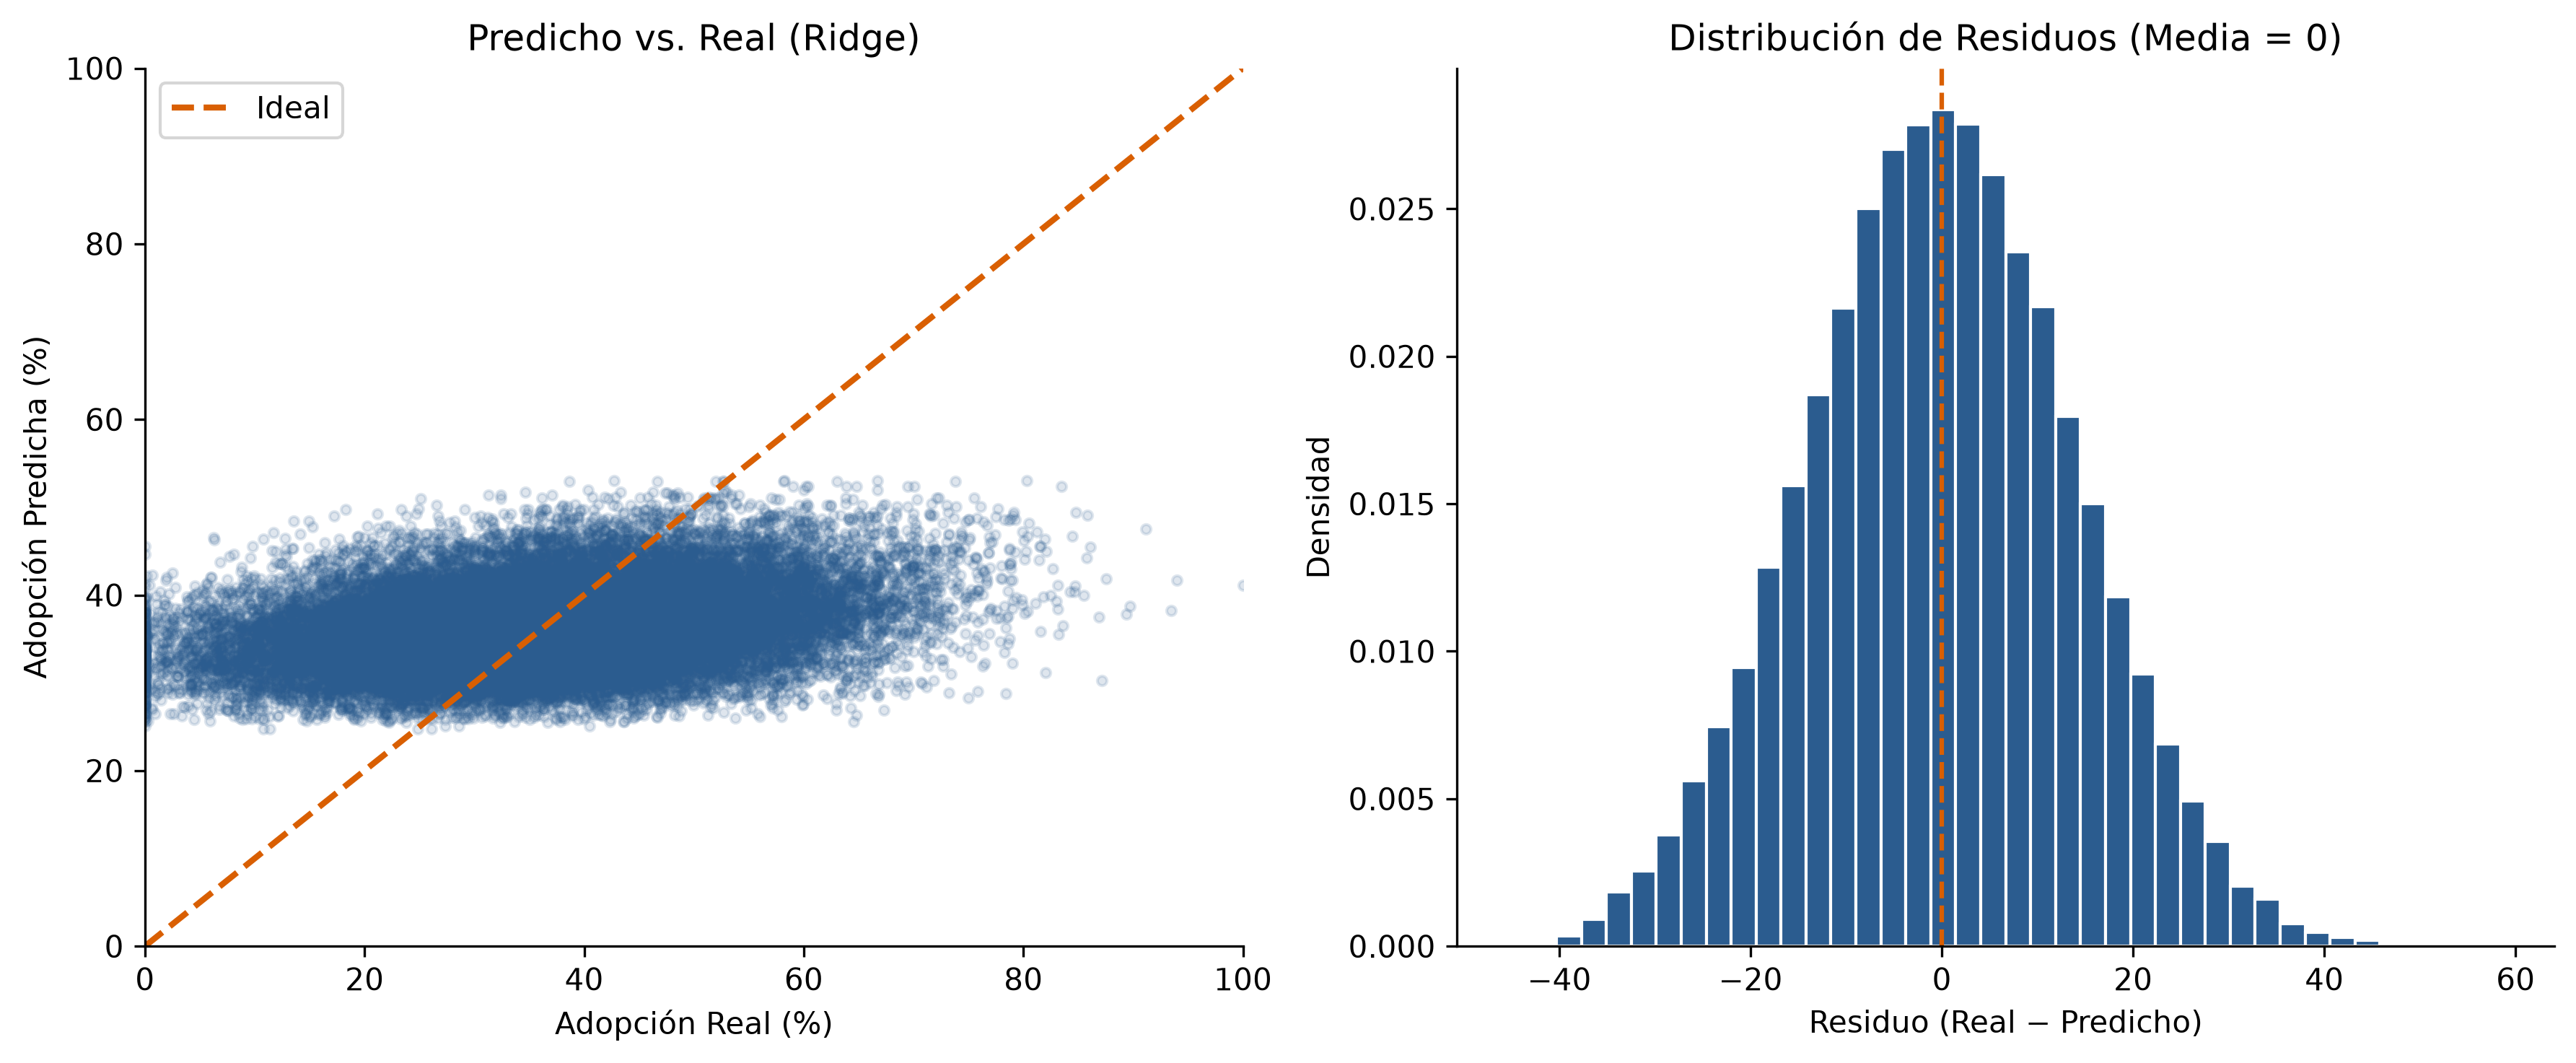 Predicho vs. Real (Ridge)
100
80
60
40
20
0
Adopción Predicha (%)
Ideal
0 20 40 60 80 100
Adopción Real (%)
Distribución de Residuos (Media = 0)
0.025
0.020
0.015
0.010
0.005
0.000
Densidad
−40 −20 0 20 40 60
Residuo (Real − Predicho)